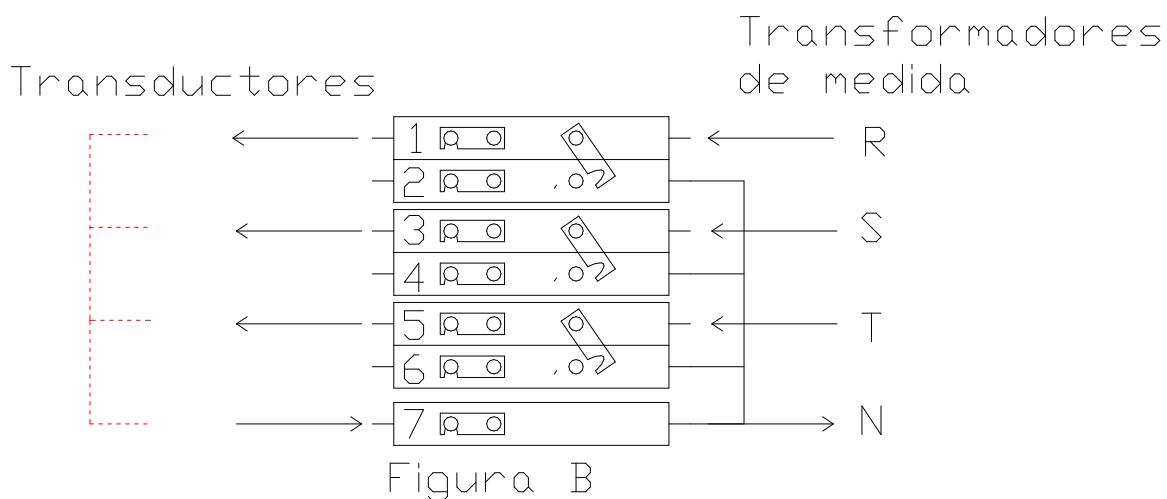 Transductores
Transformadores
de medida
1
R
2
3
S
4
5
T
6
7
N
Figura B